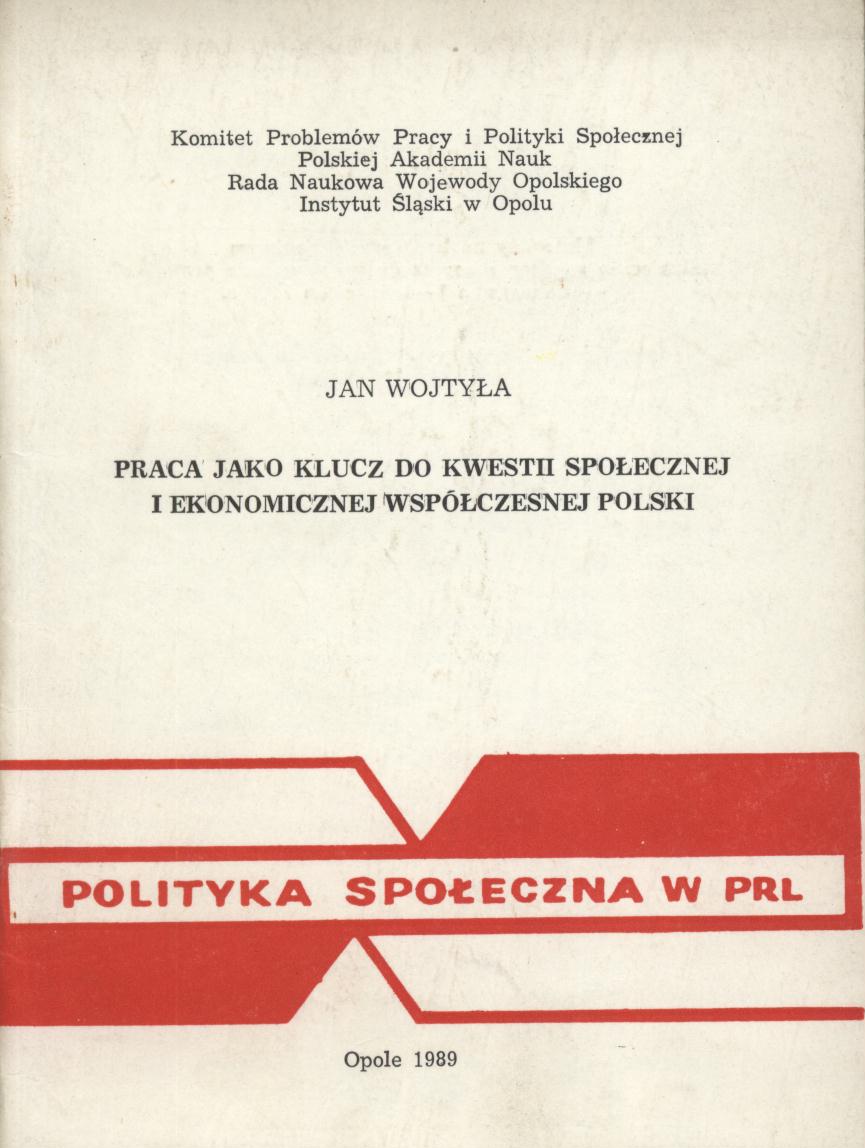 Komitet Problemów Pracy i Polityki Społecznej
Polskiej Akademii Nauk
Rada Naukowa Wojewody Opolskiego
Instytut Śląski w Opolu
JAN WOJTYŁA
PRACA JAKO KLUCZ DO KWESTII SPOŁECZNEJ
I EKONOMICZNEJ WSPÓŁCZESNEJ POLSKI
POLITYKA SPOŁECZNA W PRL
Opole 1989